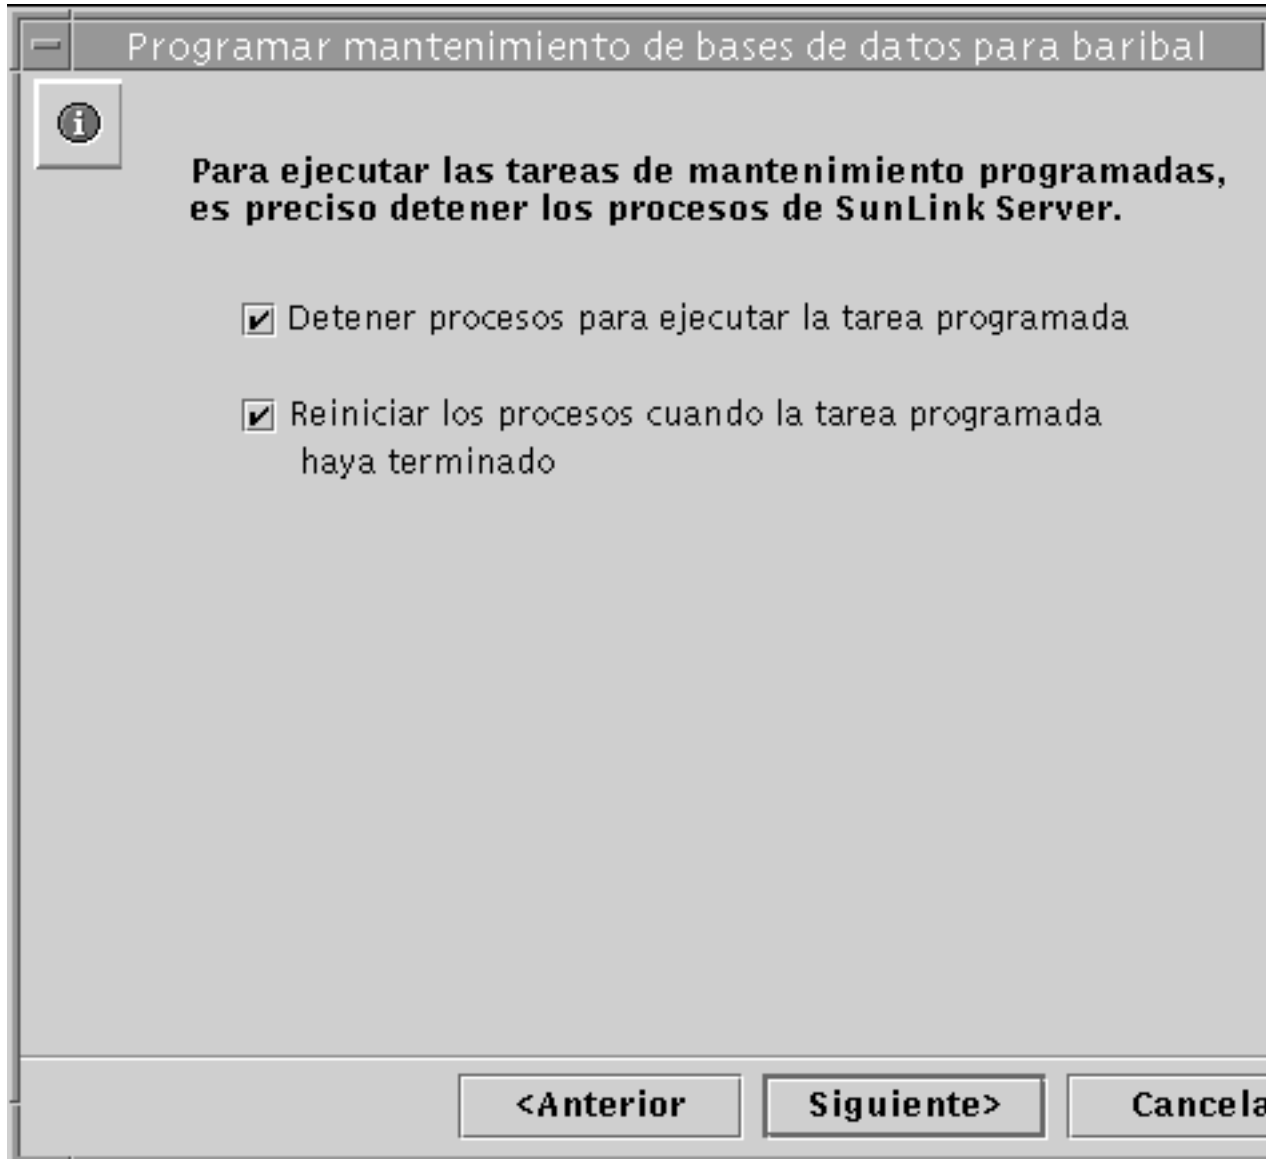 Programar mantenimiento de bases de datos para baribal
Para ejecutar las tareas de mantenimiento programadas,
es preciso detener los procesos de SunLink Server.
Detener procesos para ejecutar la tarea programada
Reiniciar los procesos cuando la tarea programada
haya terminado
<Anterior
Siguiente>
Cancela